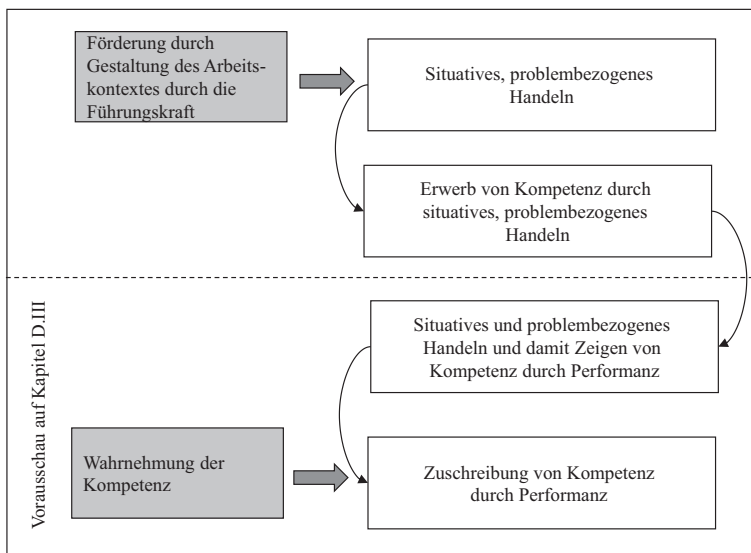 Förderung durch
Gestaltung des Arbeits-
kontextes durch die
Führungskraft
Situatives, problembezogenes
Handeln
Erwerb von Kompetenz durch
situatives, problembezogenes
Handeln
Vorausschau auf Kapitel D.III
Situatives und problembezogenes
Handeln und damit Zeigen von
Kompetenz durch Performanz
Wahrnehmung der
Kompetenz
Zuschreibung von Kompetenz
durch Performanz